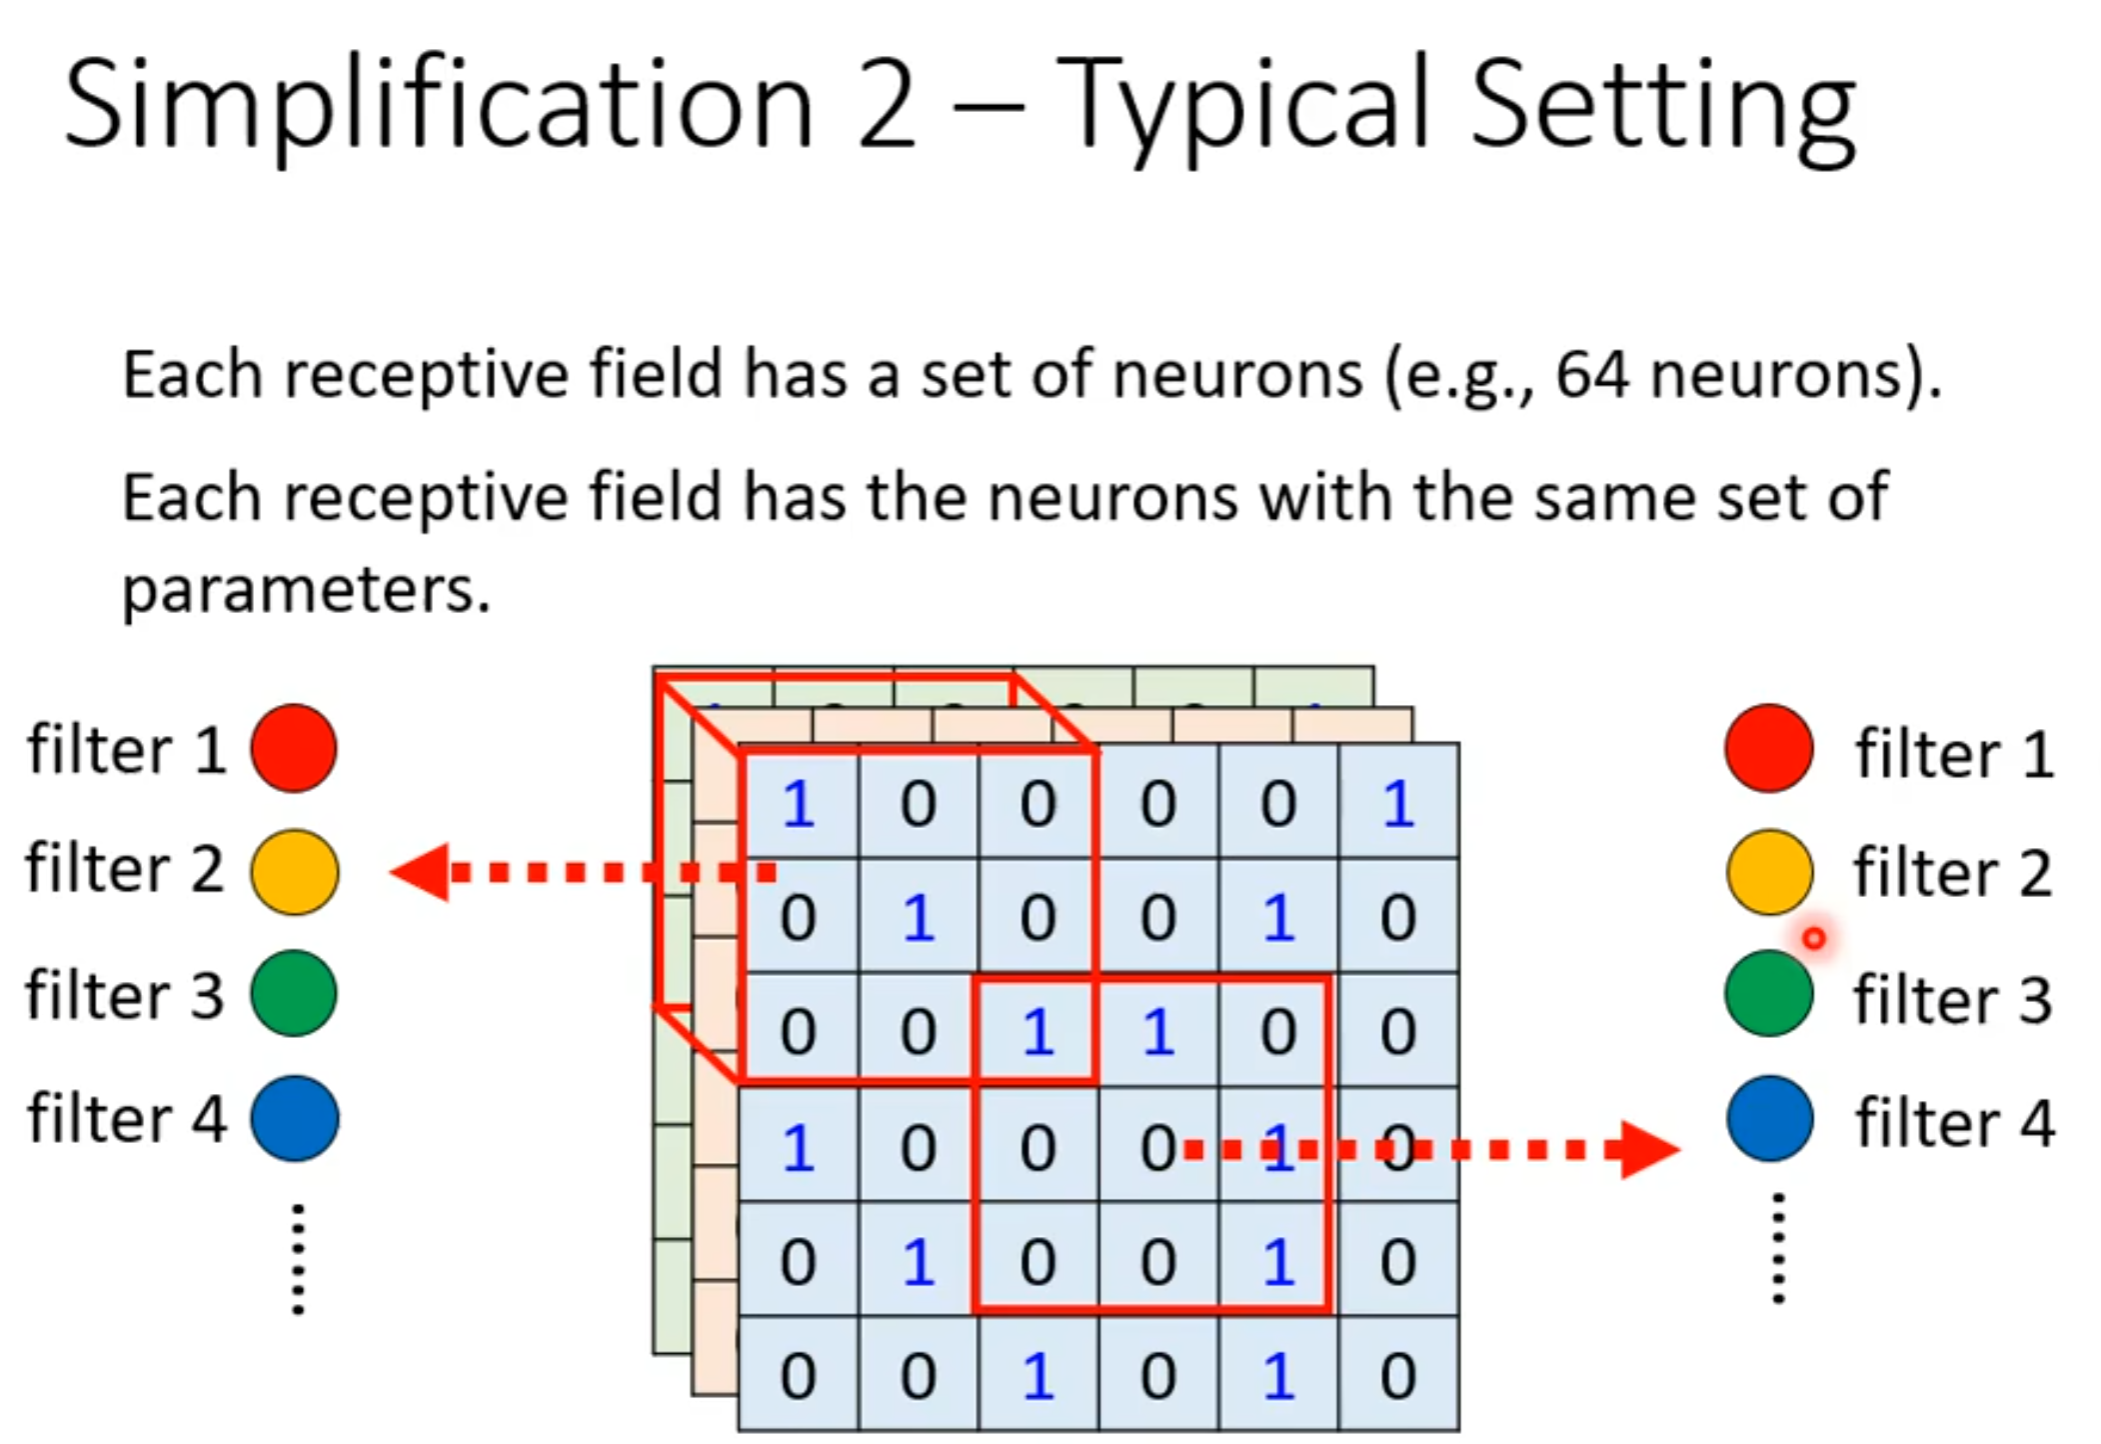 Simplification 2 – Typical Setting
Each receptive field has a set of neurons (e.g., 64 neurons).
Each receptive field has the neurons with the same set of
parameters.
filter 1
filter 2
filter 3
filter 4
1 0 0 0 0 1
0 1 0 0 1 0
0 0 1 1 0 0
1 0 0 0 1 0
0 1 0 0 1 0
0 0 1 0 1 0
filter 1
filter 2
filter 3
filter 4